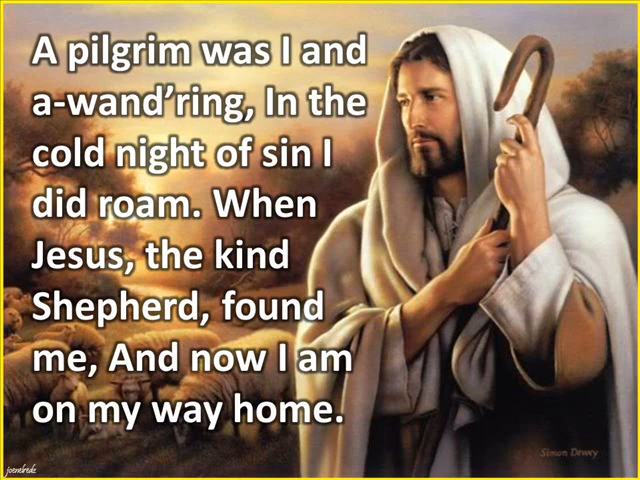 A pilgrim was I and
a-wand’ring, In the
cold night of sin I
did roam. When
Jesus, the kind
Shepherd, found
me, And now I am
on my way home.
Simon Dewey